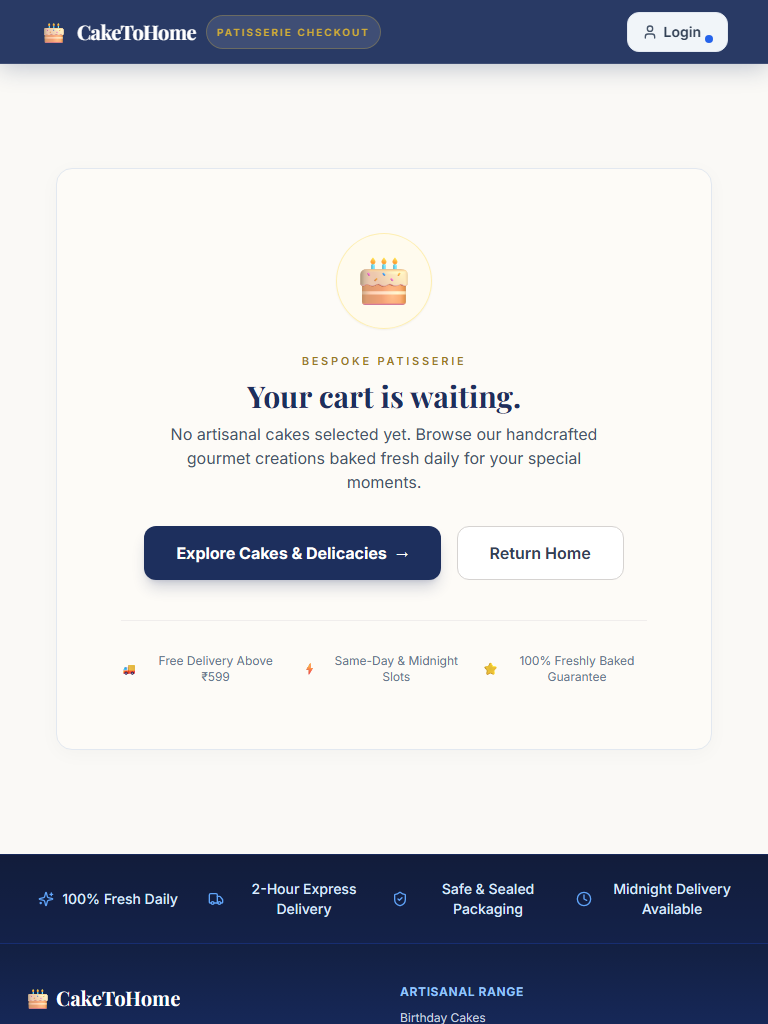 CakeToHome
PATISSERIE CHECKOUT
Login
BESPOKE PATISSERIE
Your cart is waiting.
No artisanal cakes selected yet. Browse our handcrafted
gourmet creations baked fresh daily for your special
moments.
Explore Cakes & Delicacies →
Return Home
Free Delivery Above
₹599
Same-Day & Midnight
Slots
100% Freshly Baked
Guarantee
100% Fresh Daily
2-Hour Express
Delivery
Safe & Sealed
Packaging
Midnight Delivery
Available
CakeToHome
ARTISANAL RANGE
Birthday Cakes